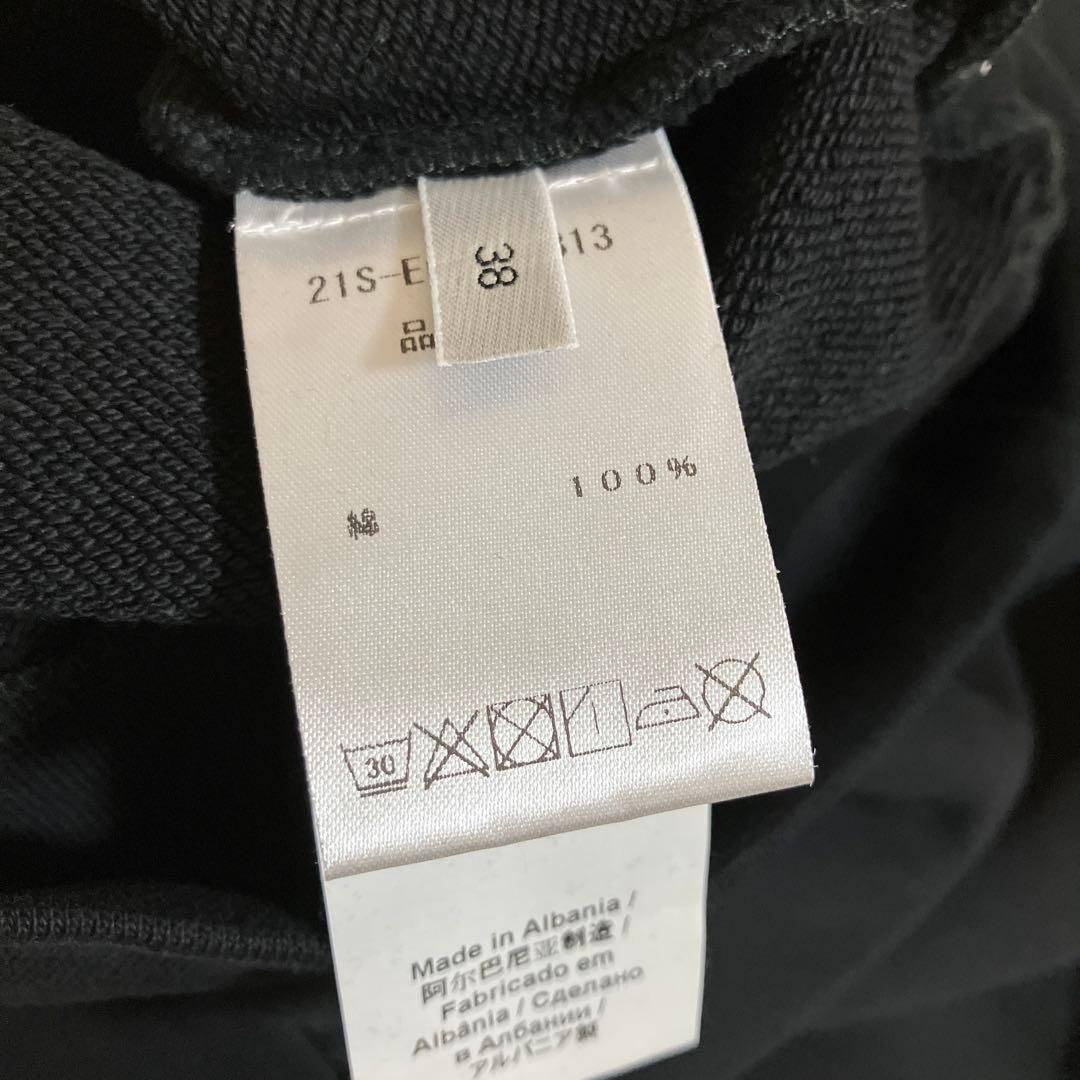 38
21S-E
813
品
綿 100%
30
Made in Albania /
阿尔巴尼亚制造 /
Fabricado em
Albânia / Сделано
в Албании /
アルバニア製